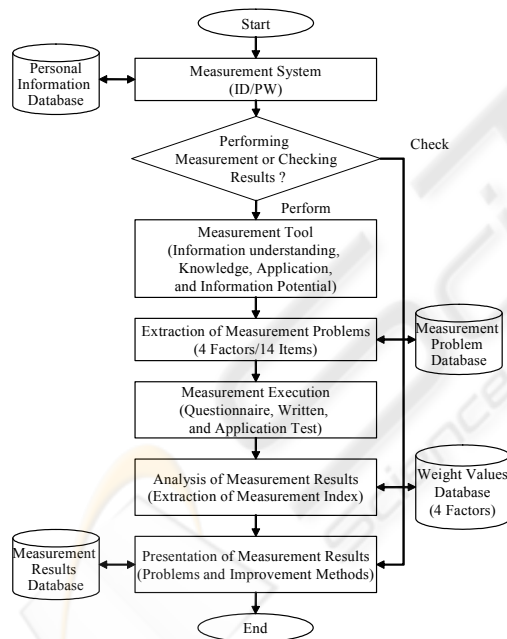 Start
Personal
Information
Database
Measurement System
(ID/PW)
Performing
Measurement or Checking
Results ?
Check
Perform
Measurement Tool
(Information understanding,
Knowledge, Application,
and Information Potential)
Extraction of Measurement Problems
(4 Factors/14 Items)
Measurement
Problem
Database
Measurement Execution
(Questionnaire, Written,
and Application Test)
Analysis of Measurement Results
(Extraction of Measurement Index)
Weight Values
Database
(4 Factors)
Measurement
Results
Database
Presentation of Measurement Results
(Problems and Improvement Methods)
End